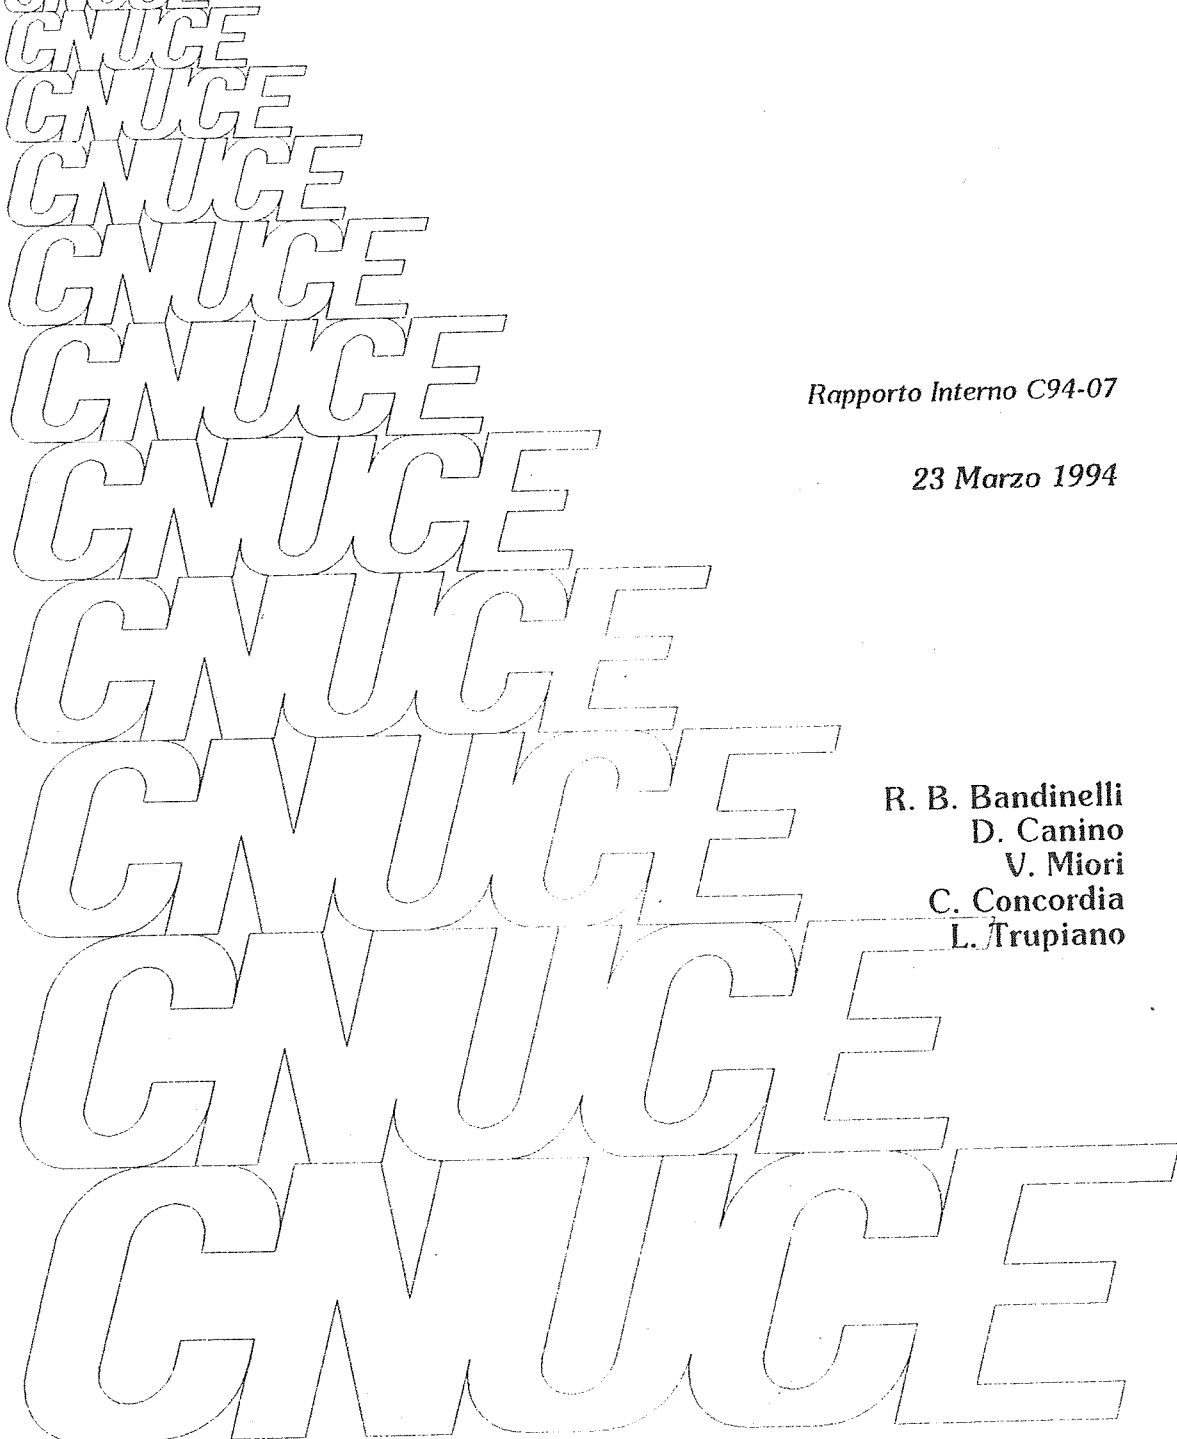 CNUCE
CNUCE
CNUCE
CNUCE
CNUCE
CNUCE
Rapporto Interno C94-07
CNUCE
23 Marzo 1994
CNUCE
CNUCE
R. B. Bandinelli
D. Canino
V. Miori
C. Concordia
L. Trupiano
CNUCE
CNUCE